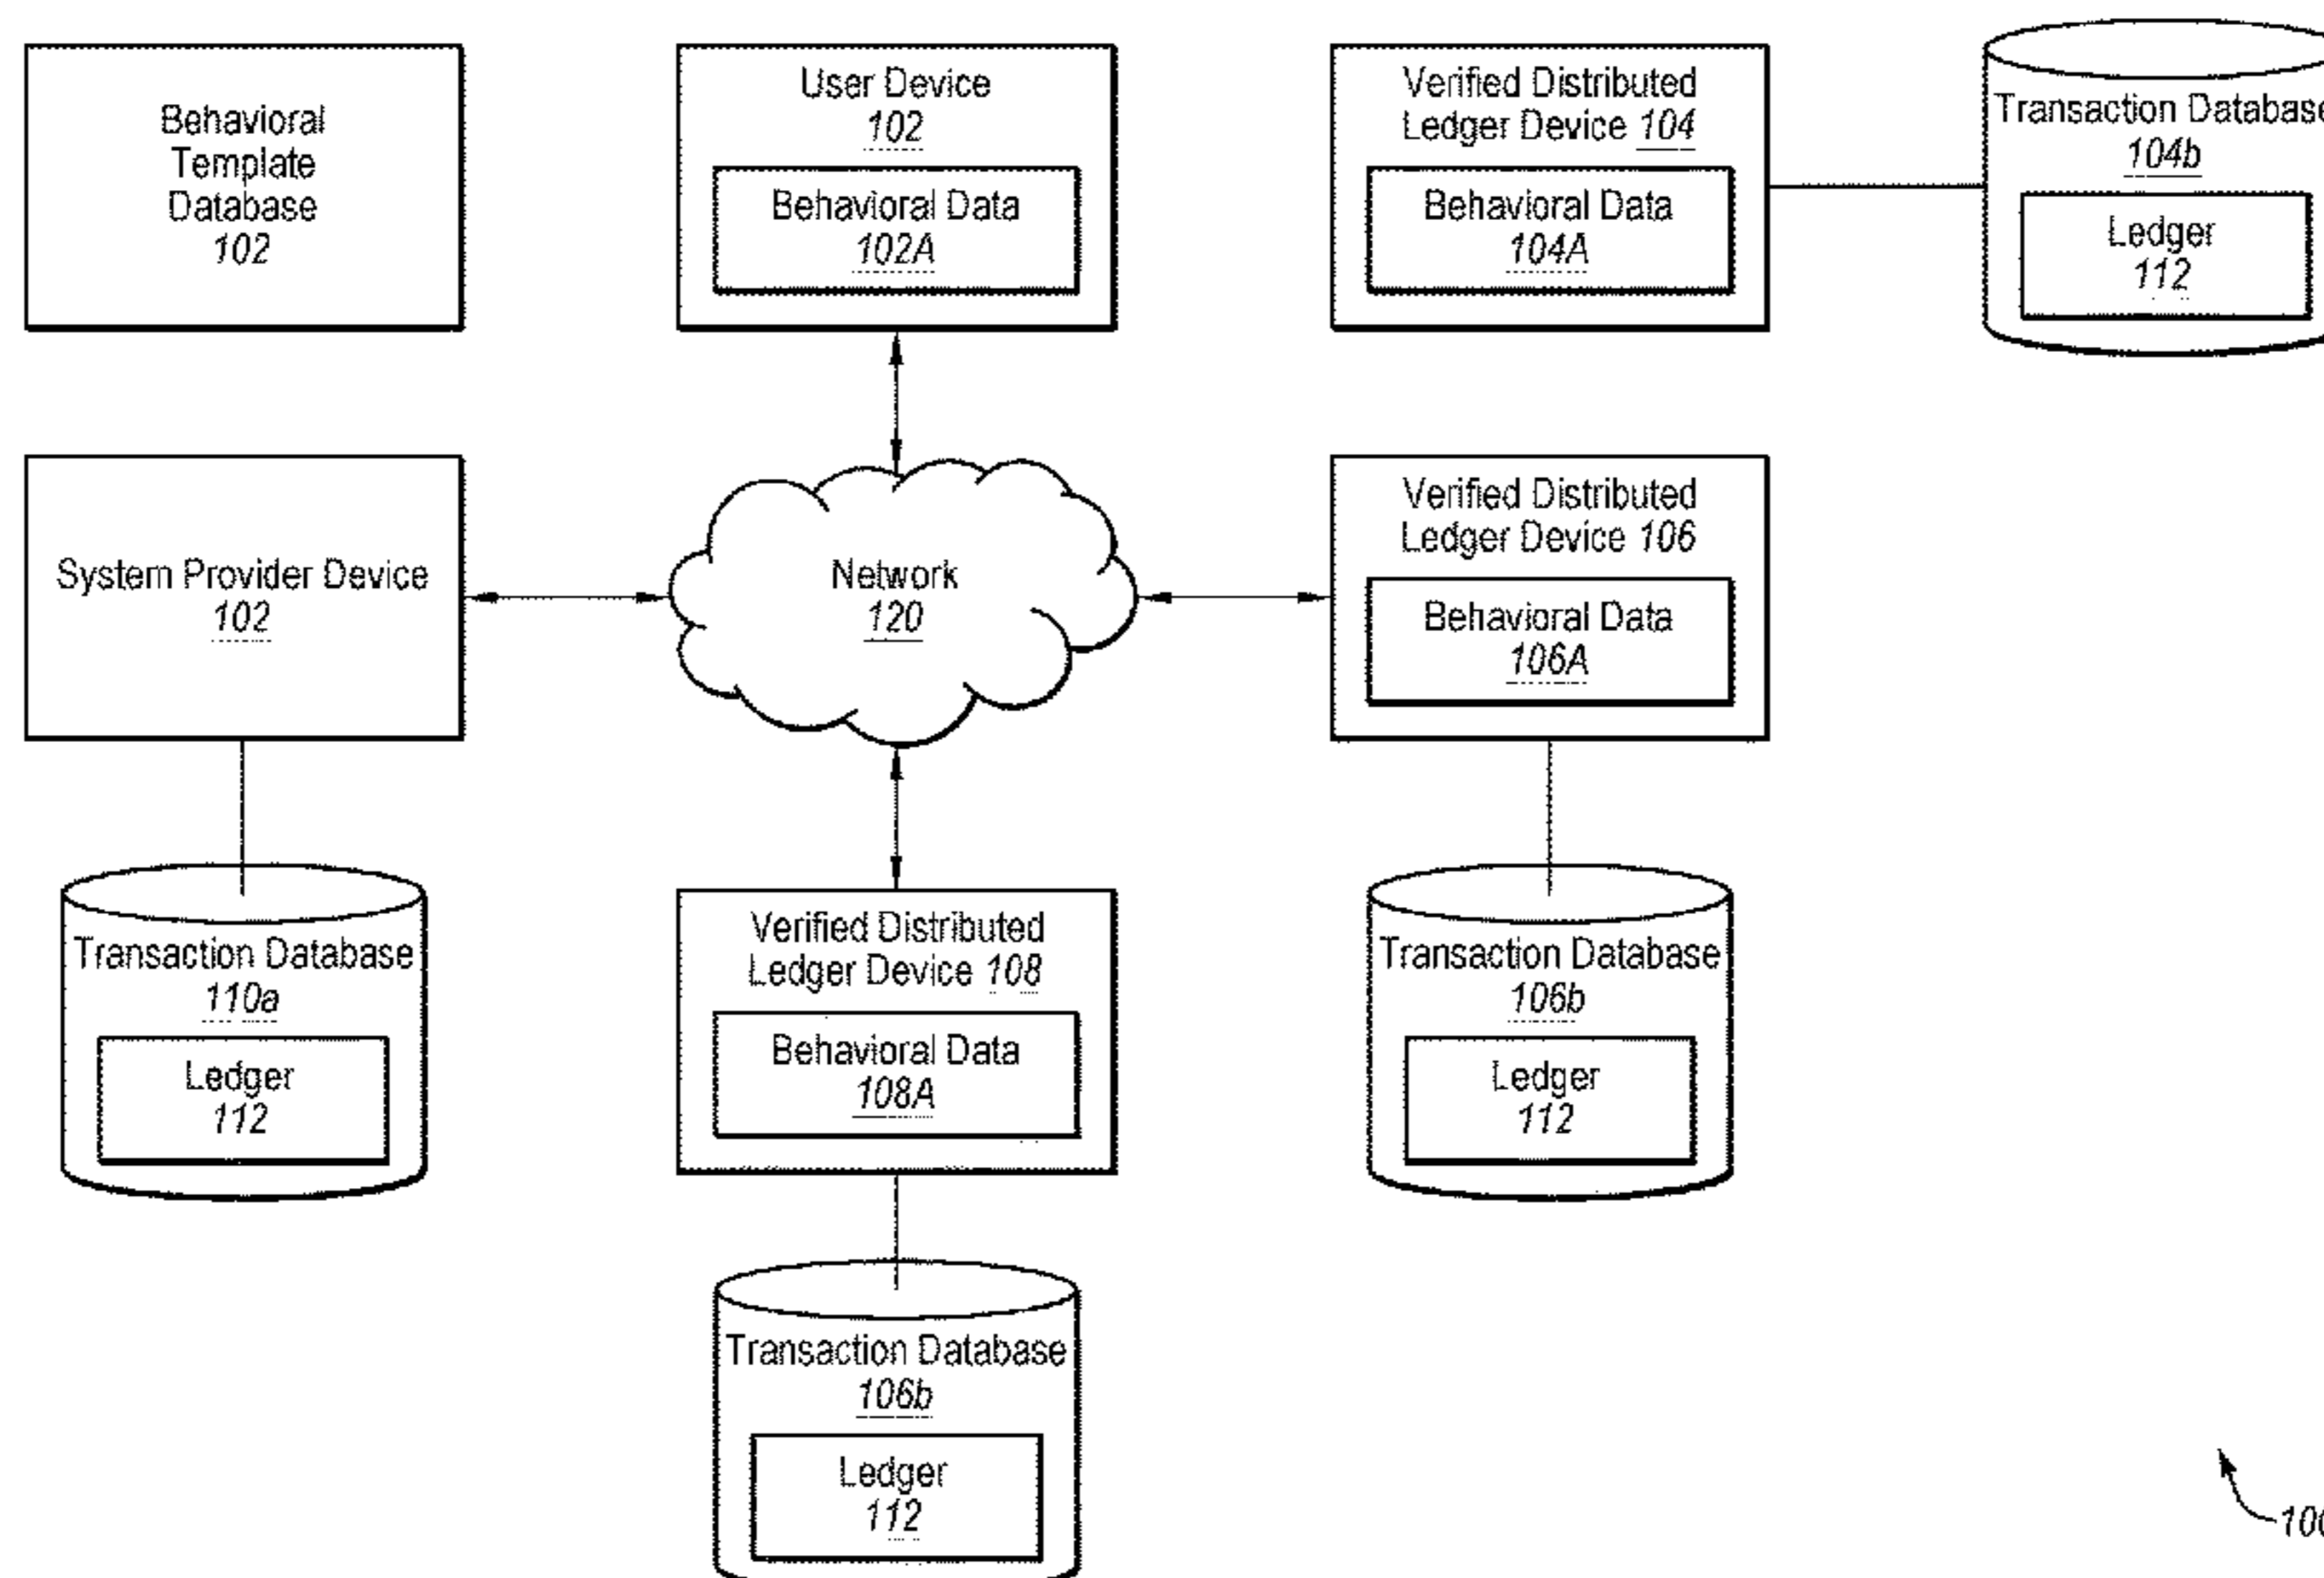 Behavioral
Template
Database
102
User Device
102
Behavioral Data
102A
Verified Distributed
Ledger Device 104
Behavioral Data
104A
Transaction Database
104b
Ledger
112
System Provider Device
102
Network
120
Verified Distributed
Ledger Device 106
Behavioral Data
106A
Transaction Database
110a
Ledger
112
Verified Distributed
Ledger Device 108
Behavioral Data
108A
Transaction Database
106b
Ledger
112
Transaction Database
106b
Ledger
112
100